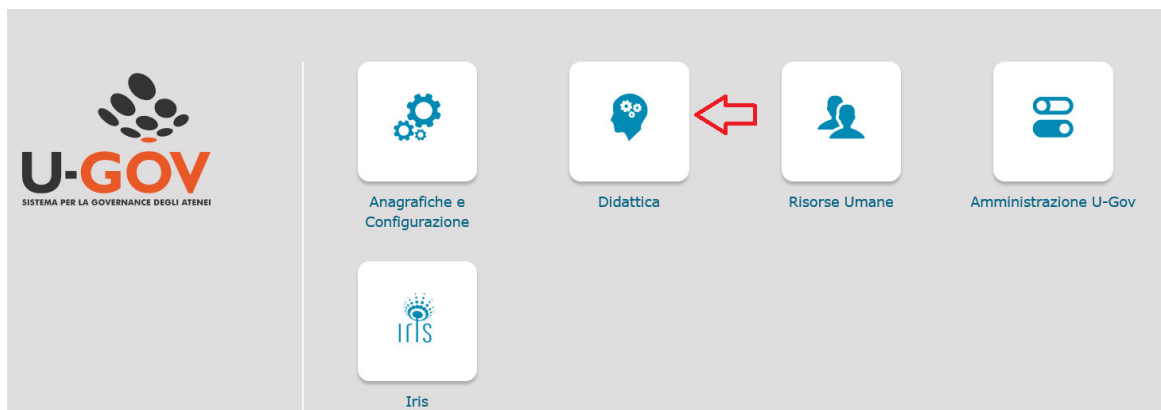 U-GOV
SISTEMA PER LA GOVERNANCE DEGLI ATENEI
Anagrafiche e
Configurazione
Didattica
Risorse Umane
Amministrazione U-Gov
IRIS
Iris